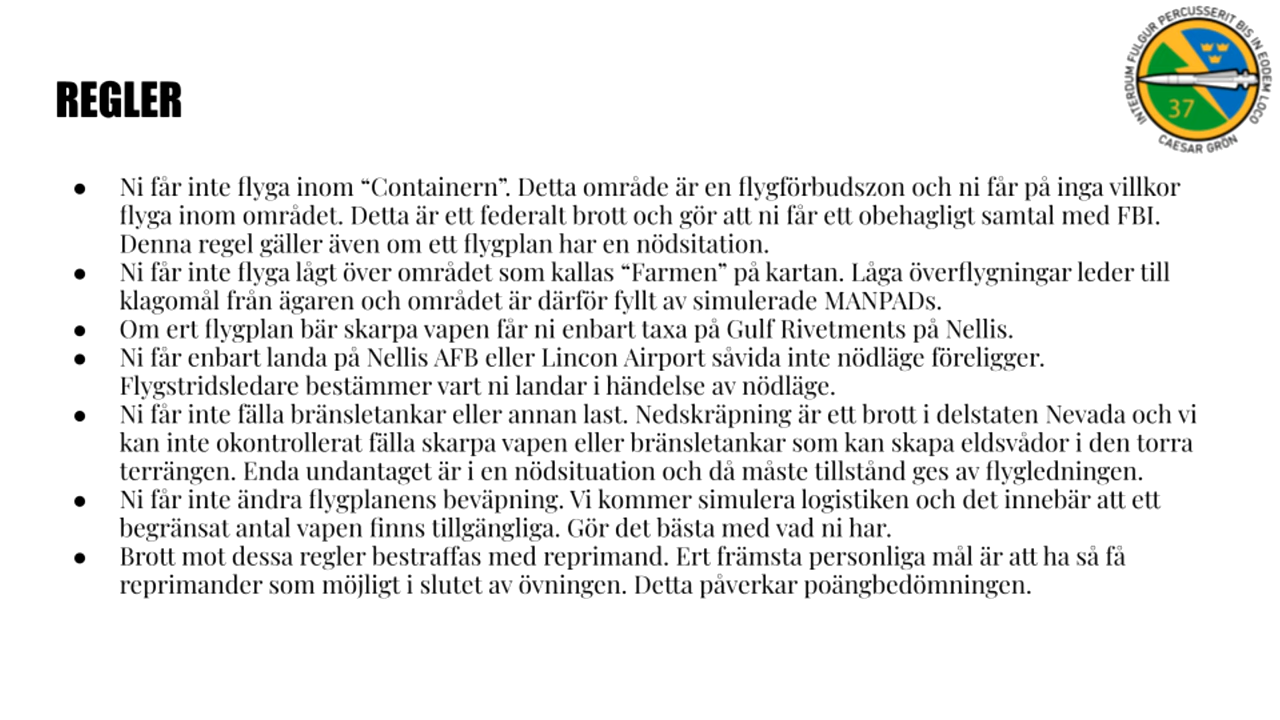 REGLER
INTERDUM FULGUR PERCUSSERIT BIS IN EODEM LOCO
37
CAESAR GRÖN
● Ni får inte flyga inom “Containern”. Detta område är en flygförbudszon och ni får på inga villkor
flyga inom området. Detta är ett federalt brott och gör att ni får ett obehagligt samtal med FBI.
Denna regel gäller även om ett flygplan har en nödsitation.
● Ni får inte flyga lågt över området som kallas “Farmen” på kartan. Låga överflygningar leder till
klagomål från ägaren och området är därför fyllt av simulerade MANPADs.
● Om ert flygplan bär skarpa vapen får ni enbart taxa på Gulf Rivetments på Nellis.
● Ni får enbart landa på Nellis AFB eller Lincon Airport såvida inte nödläge föreligger.
Flygstridsledare bestämmer vart ni landar i händelse av nödläge.
● Ni får inte fälla bränsletankar eller annan last. Nedskräpning är ett brott i delstaten Nevada och vi
kan inte okontrollerat fälla skarpa vapen eller bränsletankar som kan skapa eldsvådor i den torra
terrängen. Enda undantaget är i en nödsituation och då måste tillstånd ges av flygledningen.
● Ni får inte ändra flygplanens beväpning. Vi kommer simulera logistiken och det innebär att ett
begränsat antal vapen finns tillgängliga. Gör det bästa med vad ni har.
● Brott mot dessa regler bestraffas med reprimand. Ert främsta personliga mål är att ha så få
reprimander som möjligt i slutet av övningen. Detta påverkar poängbedömningen.